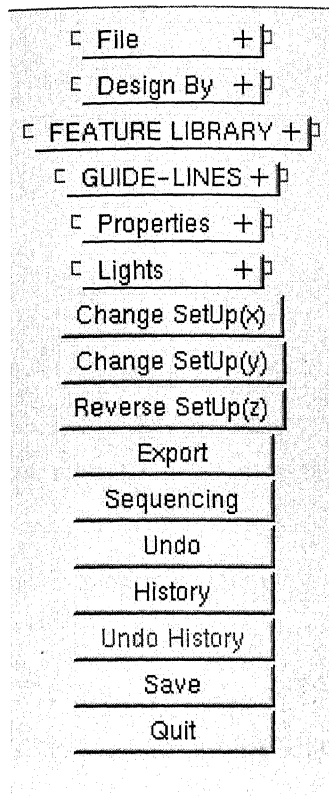 File +
Design By +
FEATURE LIBRARY +
GUIDE-LINES +
Properties +
Lights +
Change SetUp(x)
Change SetUp(y)
Reverse SetUp(z)
Export
Sequencing
Undo
History
Undo History
Save
Quit